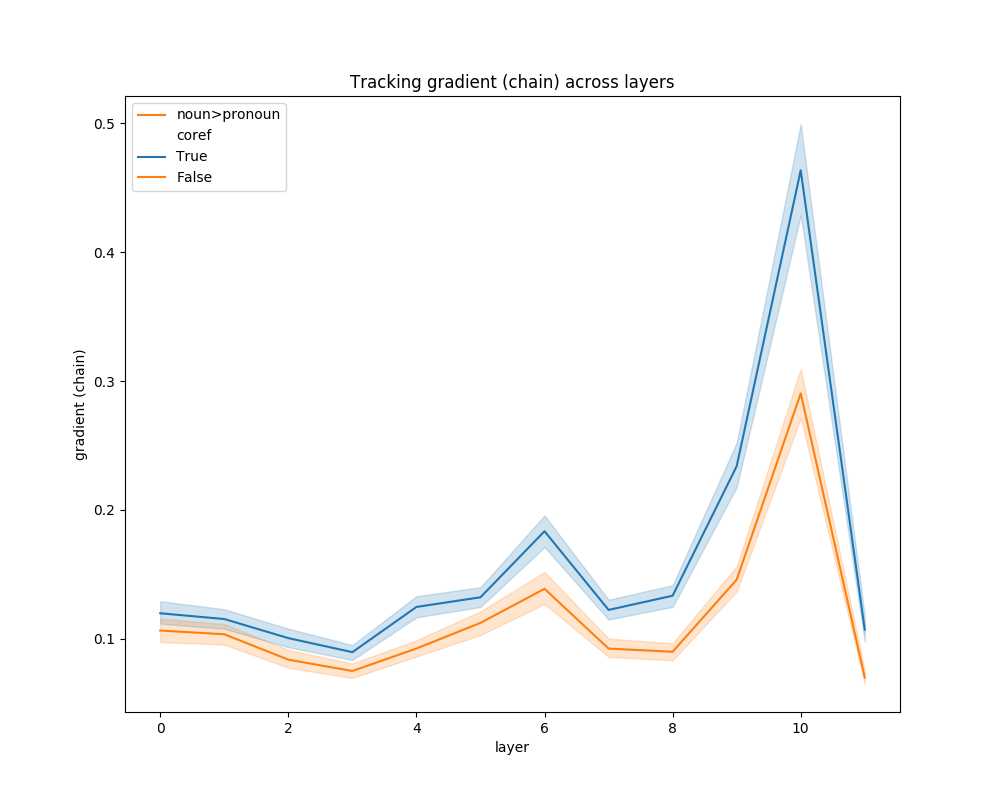 Tracking gradient (chain) across layers
noun>pronoun
coref
True
False
0.5
0.4
0.3
0.2
0.1
gradient (chain)
0 2 4 6 8 10
layer